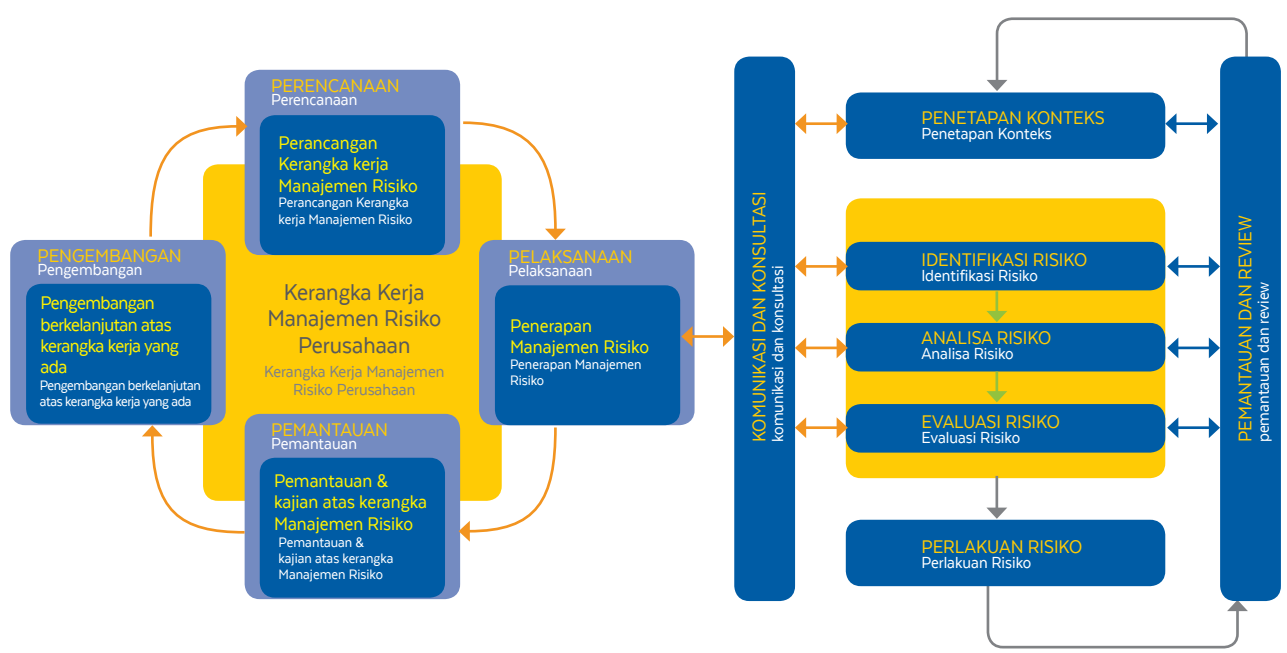 PERENCANAAN
Perencanaan
Perancangan
Kerangka kerja
Manajemen Risiko
Perancangan Kerangka
kerja Manajemen Risiko
PENGEMBANGAN
Pengembangan
Pengembangan
berkelanjutan atas
kerangka kerja yang
ada
Pengembangan berkelanjutan
atas kerangka kerja yang ada
Kerangka Kerja
Manajemen Risiko
Perusahaan
Kerangka Kerja Manajemen
Risiko Perusahaan
PELAKSANAAN
Pelaksanaan
Penerapan
Manajemen Risiko
Penerapan Manajemen
Risiko
PEMANTAUAN
Pemantauan
Pemantauan &
kajian atas kerangka
Manajemen Risiko
Pemantauan &
kajian atas kerangka
Manajemen Risiko
KOMUNIKASI DAN KONSULTASI
komunikasi dan konsultasi
PENETAPAN KONTEKS
Penetapan Konteks
IDENTIFIKASI RISIKO
Identifikasi Risiko
ANALISA RISIKO
Analisa Risiko
EVALUASI RISIKO
Evaluasi Risiko
PERLAKUAN RISIKO
Perlakuan Risiko
PEMANTAUAN DAN REVIEW
pemantauan dan review